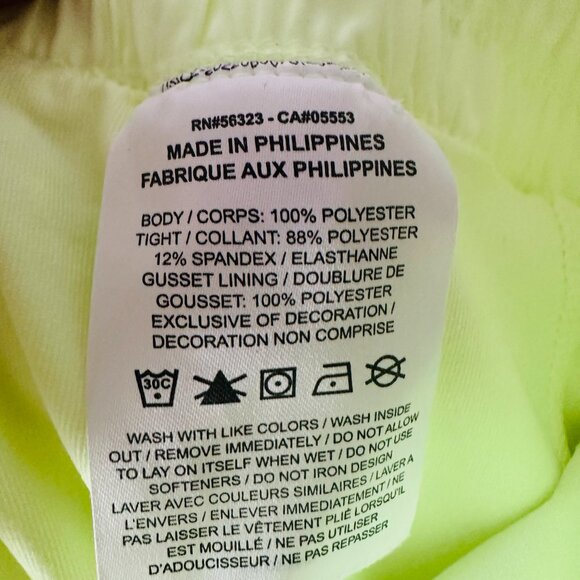 RN#56323 - CA#05553
MADE IN PHILIPPINES
FABRIQUE AUX PHILIPPINES
BODY / CORPS: 100% POLYESTER
TIGHT / COLLANT: 88% POLYESTER
12% SPANDEX / ELASTHANNE
GUSSET LINING / DOUBLURE DE
GOUSSET: 100% POLYESTER
EXCLUSIVE OF DECORATION /
DECORATION NON COMPRISE
30C
WASH WITH LIKE COLORS / WASH INSIDE
OUT / REMOVE IMMEDIATELY / DO NOT ALLOW
TO LAY ON ITSELF WHEN WET / DO NOT USE
SOFTENERS / DO NOT IRON DESIGN
LAVER AVEC COULEURS SIMILAIRES / LAVER A
L'ENVERS / ENLEVER IMMEDIATEMENT / NE
PAS LAISSER LE VÊTEMENT PLIÉ LORSQU'IL
EST MOUILLÉ / NE PAS UTILISER
D'ADOUCISSEUR / NE PAS REPASSER